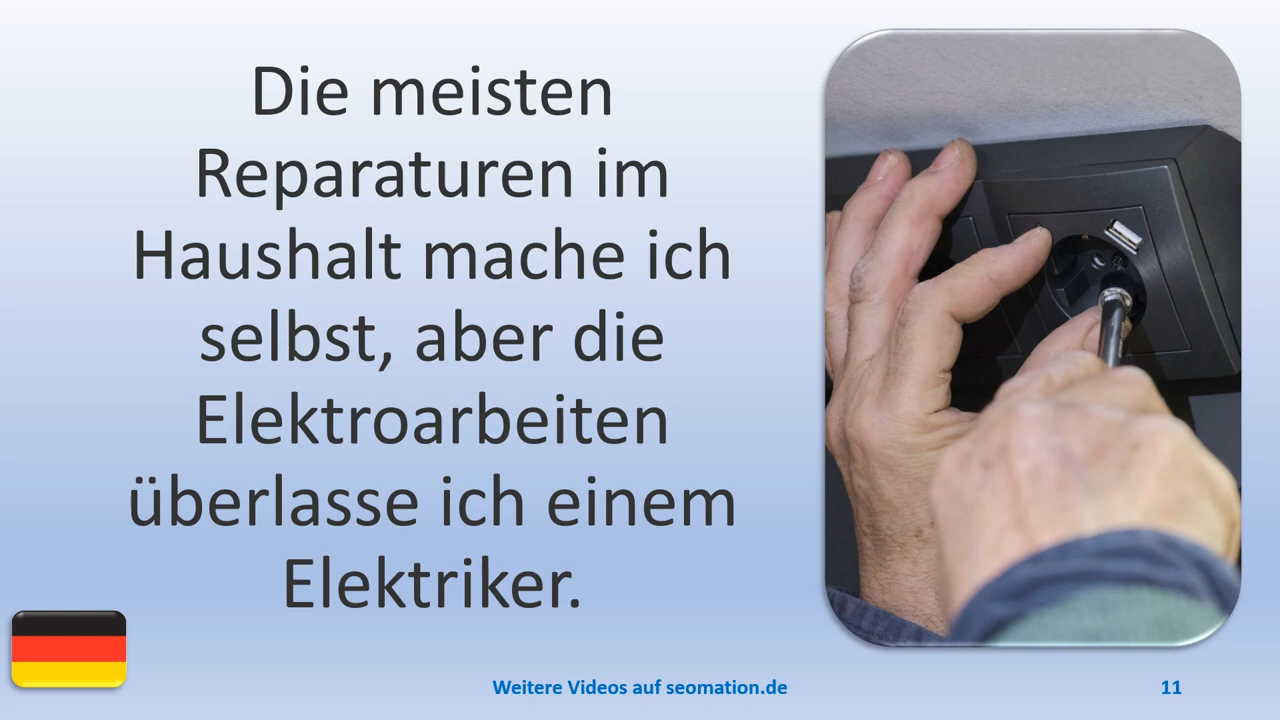 Die meisten
Reparaturen im
Haushalt mache ich
selbst, aber die
Elektroarbeiten
überlasse ich einem
Elektriker.
Weitere Videos auf seomation.de
11